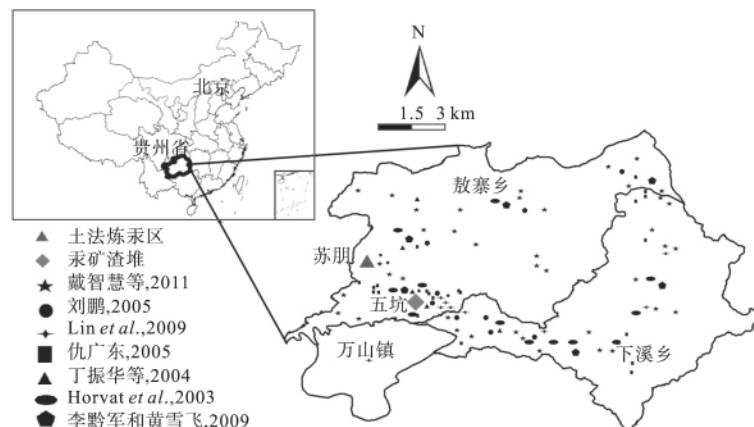 北京
贵州省
N
1.5 3 km
敖寨乡
苏朋
五坑
万山镇
下溪乡
土法炼汞区
汞矿渣堆
戴智慧等,2011
刘鹏,2005
Lin et al.,2009
仇广东,2005
丁振华等,2004
Horvat et al.,2003
李黔军和黄雪飞,2009